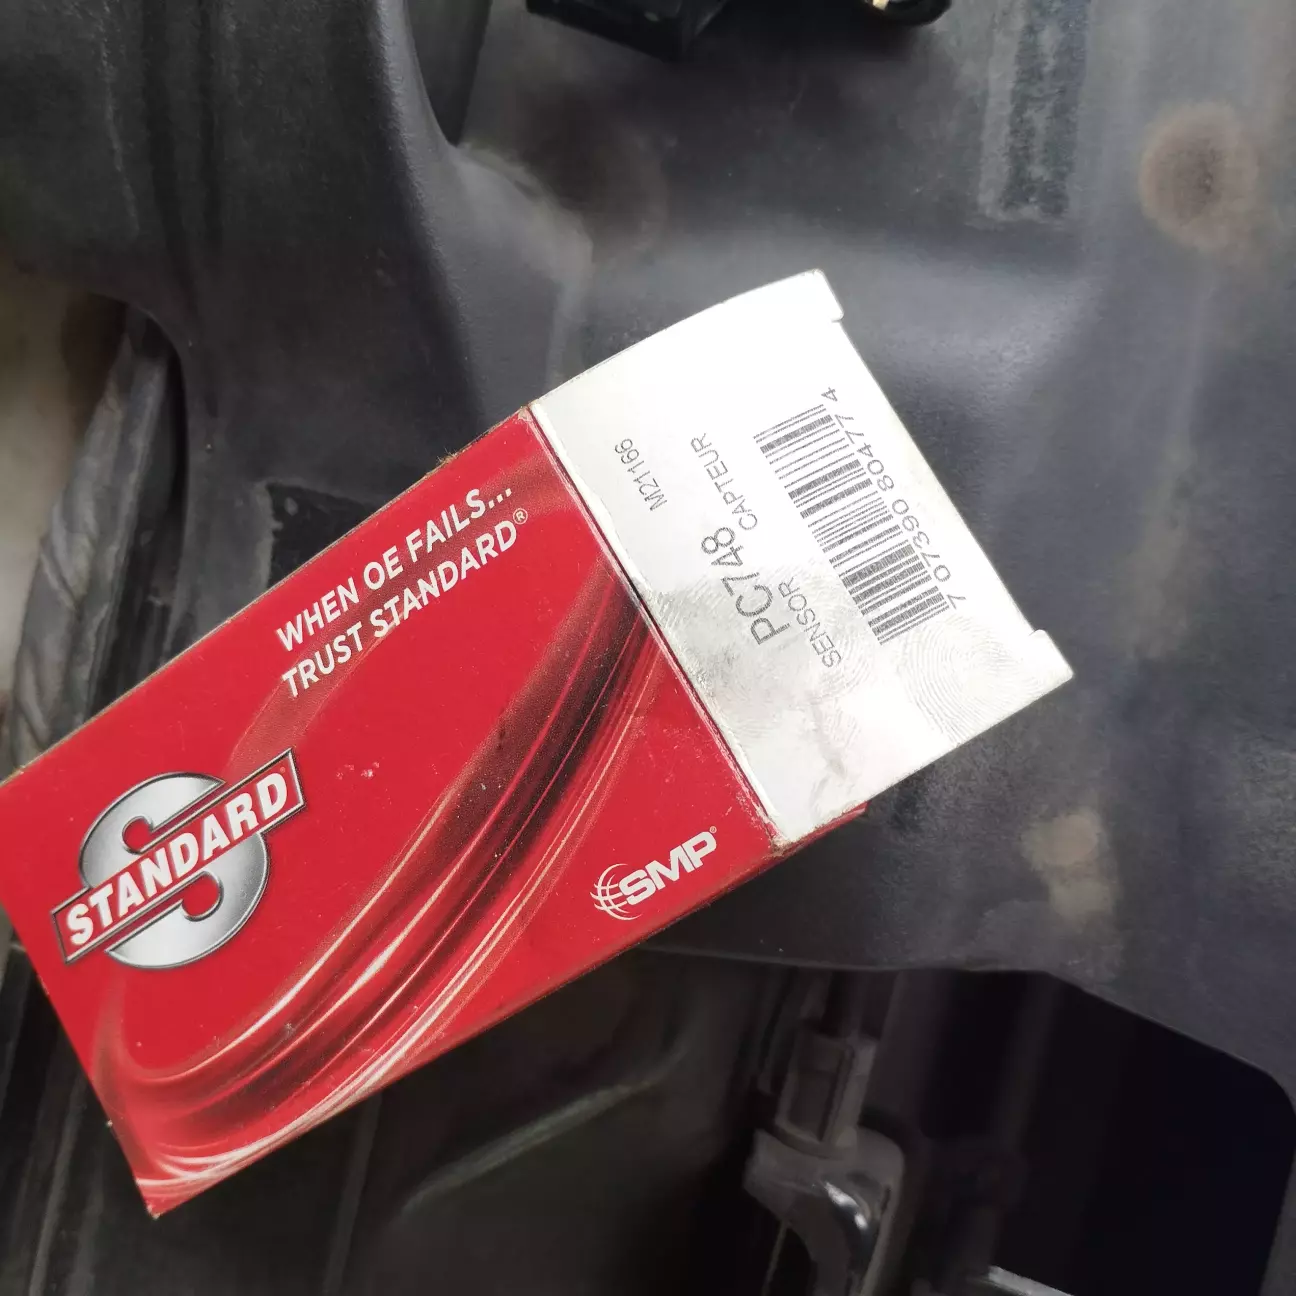 WHEN OE FAILS...
TRUST STANDARD®
S
STANDARD
SMP®
M21166
PC748
SENSOR CAPTEUR
7 07390 80477 4